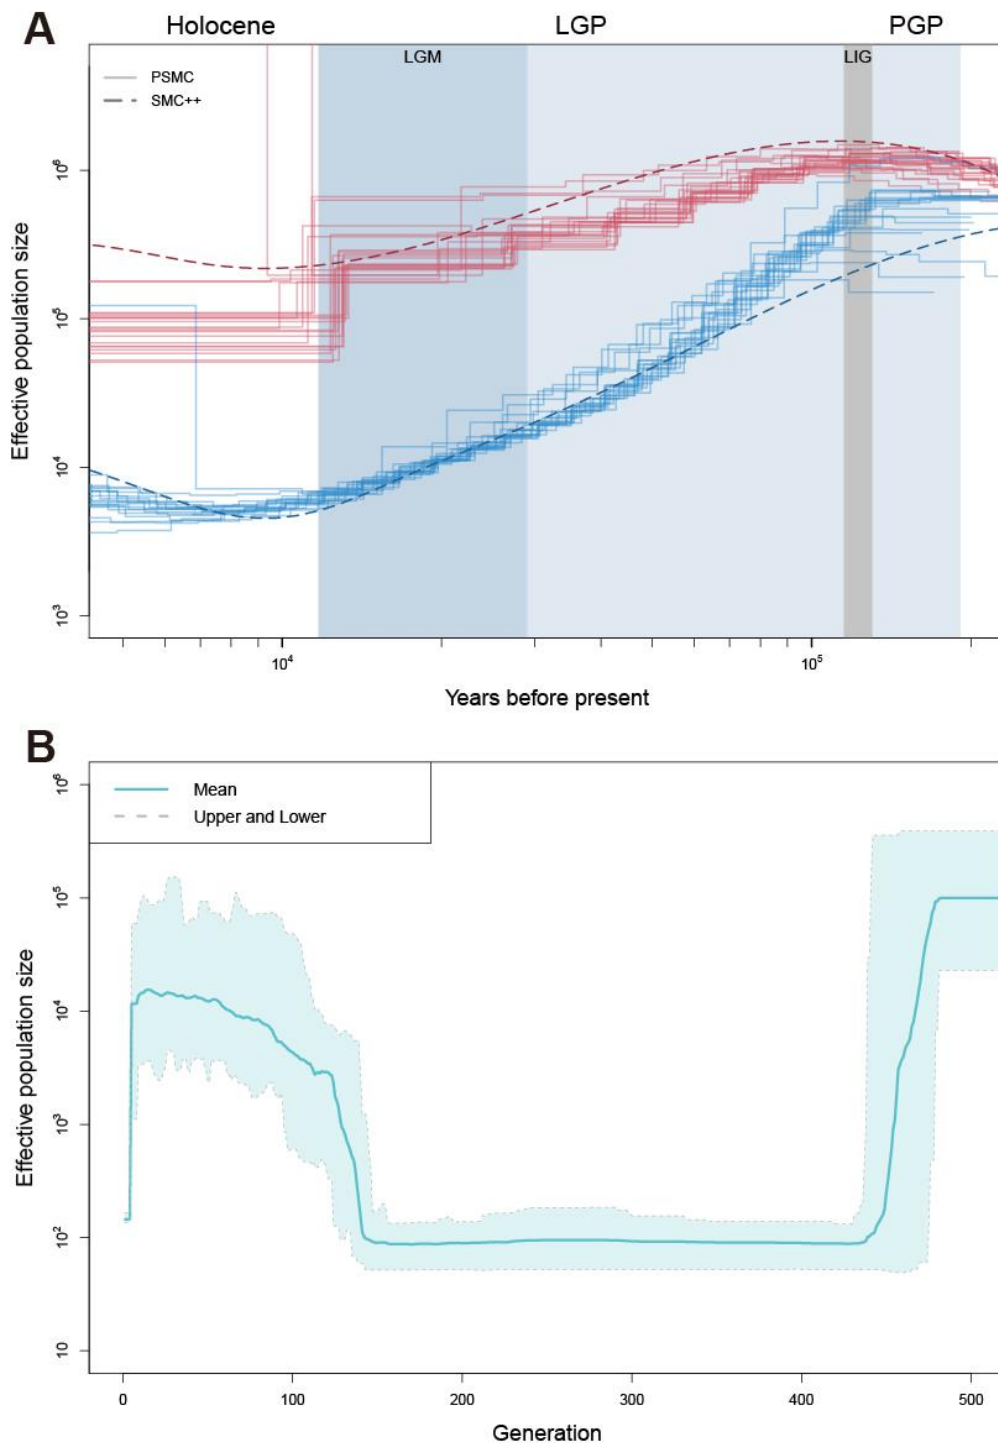 A
Holocene LGP PGP
LGM LIG
PSMC
SMC++
10⁶
10⁵
10⁴
10³
Effective population size
10⁴ 10⁵
Years before present
B
Mean
Upper and Lower
10⁶
10⁵
10⁴
10³
10²
10
Effective population size
0 100 200 300 400 500
Generation